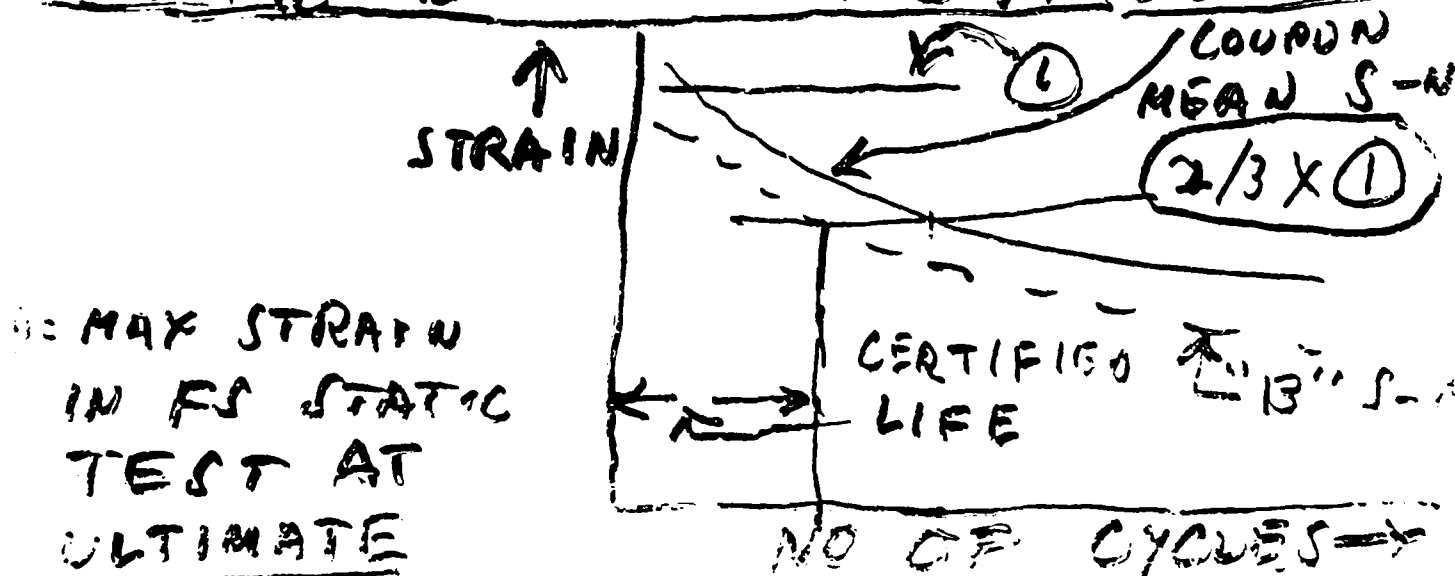 COUPON
MEAN S-N
①
STRAIN
2/3 X ①
= MAX STRAIN
IN FS STATIC
TEST AT
ULTIMATE
CERTIFIED
LIFE
"B" S-
NO OF CYCLES